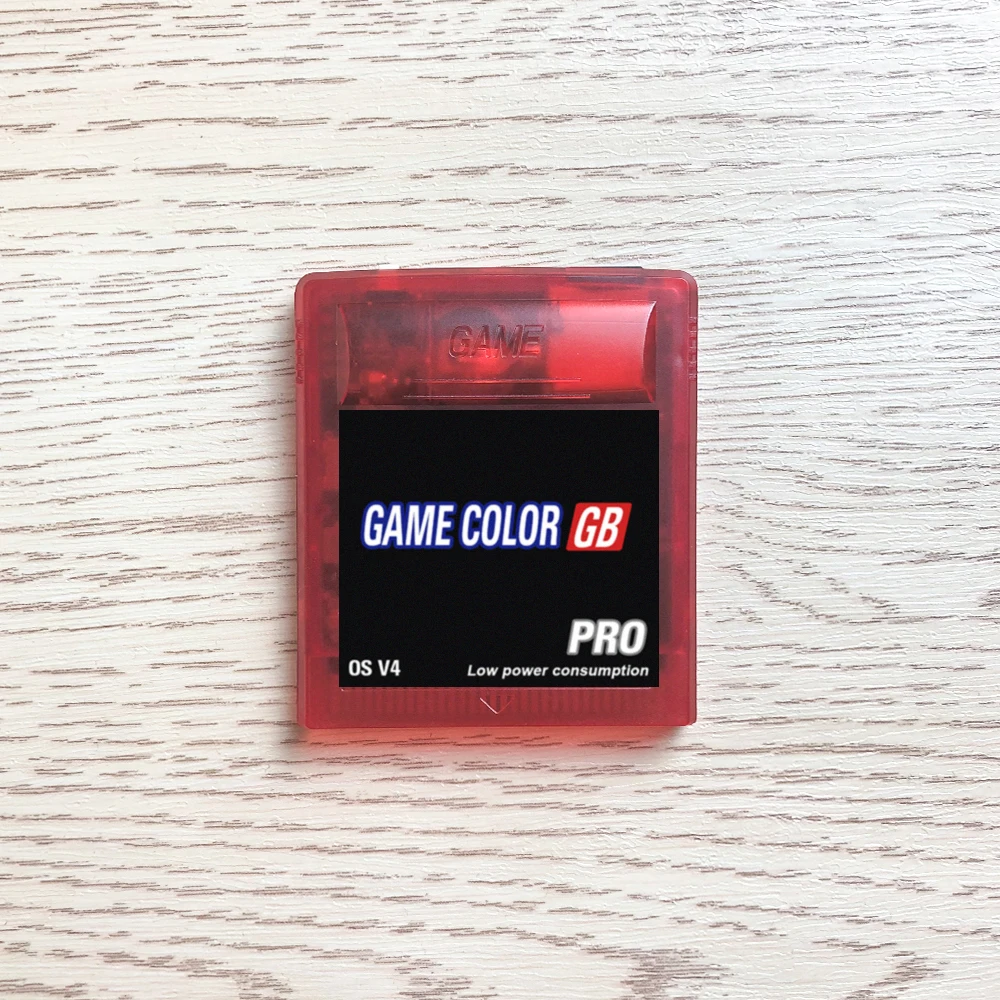 GAME
GAME COLOR GB
PRO
OS V4
Low power consumption